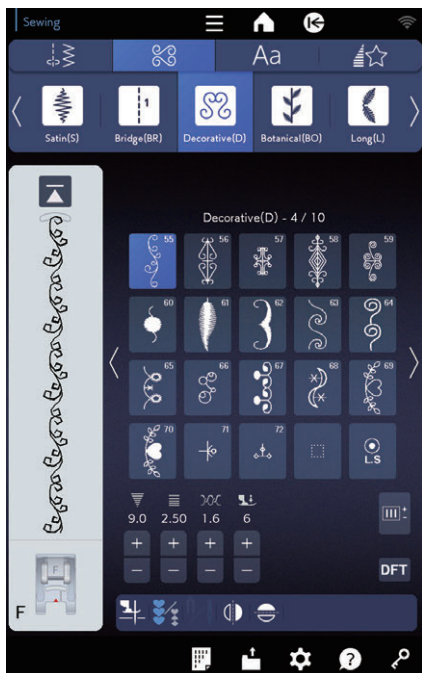 Sewing
Aa
1
Satin(S) Bridge(BR) Decorative(D) Botanical(BO) Long(L)
Decorative(D) - 4 / 10
55 56 57 58 59
60 61 62 63 64
65 66 67 68 69
70 71 72
L.S
9.0 2.50 1.6 6
+ + + +
- - - -
DFT
F
F
?